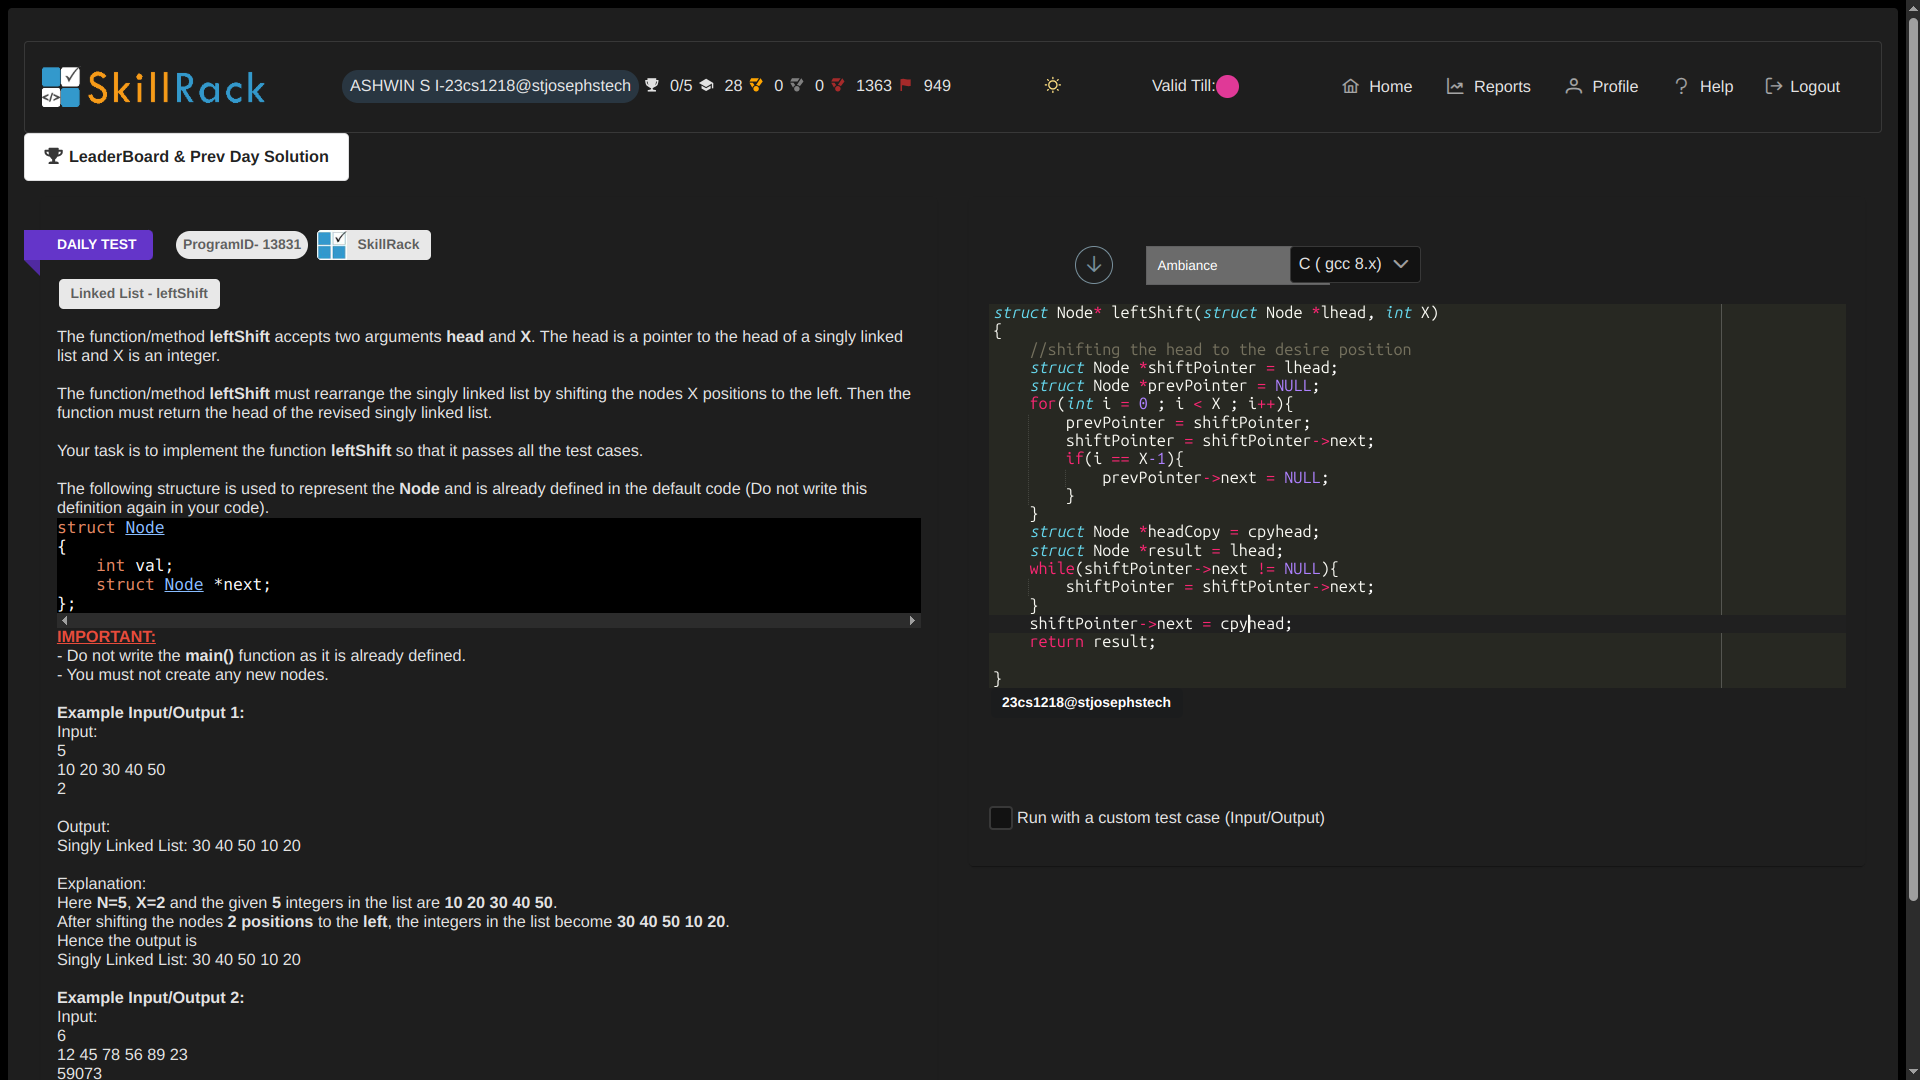 SkillRack
ASHWIN S I-23cs1218@stjosephstech 0/5 28 0 0 1363 949
Valid Till:
Home
Reports
Profile
Help
Logout
LeaderBoard & Prev Day Solution
DAILY TEST
ProgramID- 13831
SkillRack
Linked List - leftShift
The function/method leftShift accepts two arguments head and X. The head is a pointer to the head of a singly linked
list and X is an integer.
The function/method leftShift must rearrange the singly linked list by shifting the nodes X positions to the left. Then the
function must return the head of the revised singly linked list.
Your task is to implement the function leftShift so that it passes all the test cases.
The following structure is used to represent the Node and is already defined in the default code (Do not write this
definition again in your code).
struct Node
{
    int val;
    struct Node *next;
};
IMPORTANT:
- Do not write the main() function as it is already defined.
- You must not create any new nodes.
Example Input/Output 1:
Input:
5
10 20 30 40 50
2
Output:
Singly Linked List: 30 40 50 10 20
Explanation:
Here N=5, X=2 and the given 5 integers in the list are 10 20 30 40 50.
After shifting the nodes 2 positions to the left, the integers in the list become 30 40 50 10 20.
Hence the output is
Singly Linked List: 30 40 50 10 20
Example Input/Output 2:
Input:
6
12 45 78 56 89 23
59073
Ambiance
C ( gcc 8.x)
struct Node* leftShift(struct Node *lhead, int X)
{
    //shifting the head to the desire position
    struct Node *shiftPointer = lhead;
    struct Node *prevPointer = NULL;
    for(int i = 0 ; i < X ; i++){
        prevPointer = shiftPointer;
        shiftPointer = shiftPointer->next;
        if(i == X-1){
            prevPointer->next = NULL;
        }
    }
    struct Node *headCopy = cpyhead;
    struct Node *result = lhead;
    while(shiftPointer->next != NULL){
        shiftPointer = shiftPointer->next;
    }
    shiftPointer->next = cpyhead;
    return result;
}
23cs1218@stjosephstech
Run with a custom test case (Input/Output)